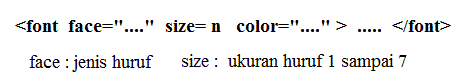 <font face="...." size= n color="...." > ..... </font>
face : jenis huruf size : ukuran huruf 1 sampai 7